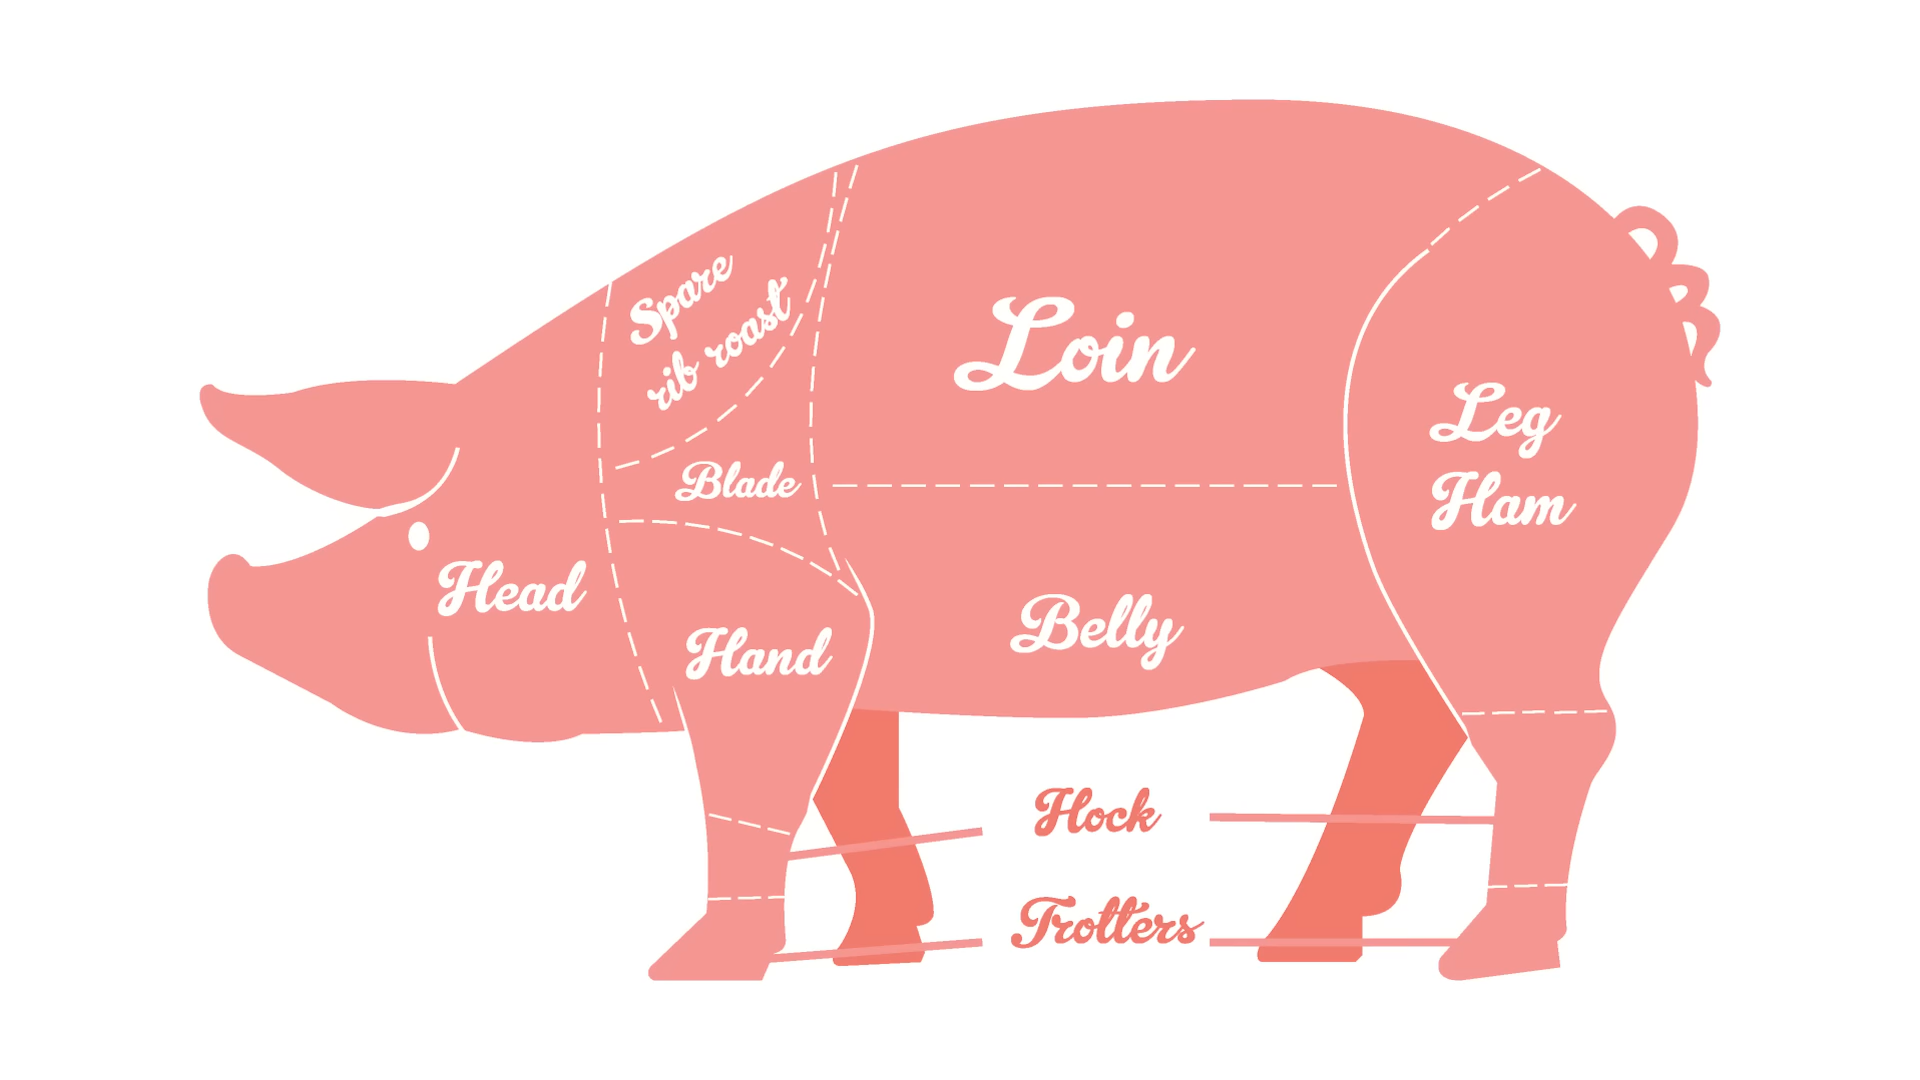 Spare
rib roast
Loin
Leg
Ham
Blade
Head
Hand
Belly
Hock
Trotters